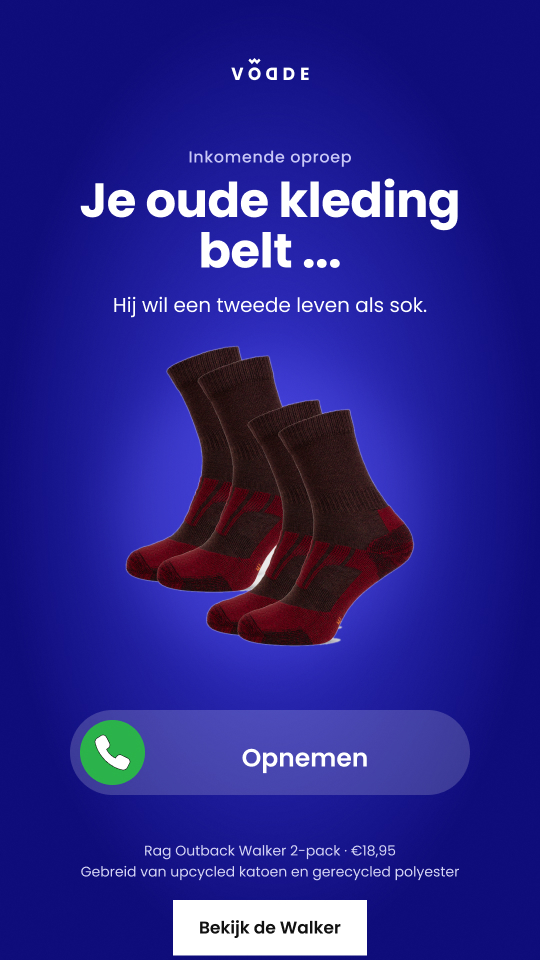 VODDE
Inkomende oproep
Je oude kleding
belt ...
Hij wil een tweede leven als sok.
Opnemen
Rag Outback Walker 2-pack · €18,95
Gebreid van upcycled katoen en gerecycled polyester
Bekijk de Walker